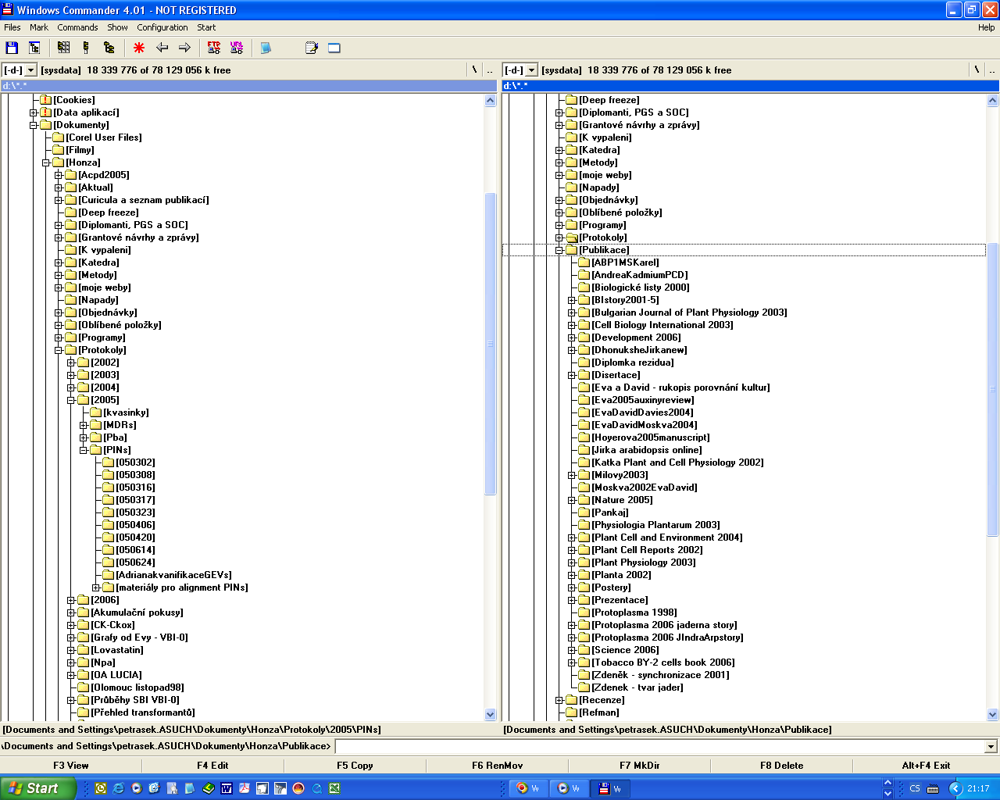 Windows Commander 4.01 - NOT REGISTERED
Files Mark Commands Show Configuration Start Help
FTP URL
[-d-] [sysdata] 18 339 776 of 78 129 056 k free \ ..
[-d-] [sysdata] 18 339 776 of 78 129 056 k free \ ..
d:\*.*
d:\*.*
[Cookies]
[Data aplikací]
[Dokumenty]
[Corel User Files]
[Filmy]
[Honza]
[Acpd2005]
[Aktual]
[Curicula a seznam publikací]
[Deep freeze]
[Diplomanti, PGS a SOC]
[Grantové návrhy a zprávy]
[K vypaleni]
[Katedra]
[Metody]
[moje weby]
[Napady]
[Objednávky]
[Oblíbené položky]
[Programy]
[Protokoly]
[2002]
[2003]
[2004]
[2005]
[kvasinky]
[MDRs]
[Pba]
[PINs]
[050302]
[050308]
[050316]
[050317]
[050323]
[050406]
[050420]
[050614]
[050624]
[AdrianakvanifikaceGEVs]
[materiály pro alignment PINs]
[2006]
[Akumulační pokusy]
[CK-Ckox]
[Grafy od Evy - VBI-0]
[Lovastatin]
[Npa]
[OA LUCIA]
[Olomouc listopad98]
[Průběhy SBI VBI-0]
[Přehled transformantů]
[Deep freeze]
[Diplomanti, PGS a SOC]
[Grantové návrhy a zprávy]
[K vypaleni]
[Katedra]
[Metody]
[moje weby]
[Napady]
[Objednávky]
[Oblíbené položky]
[Programy]
[Protokoly]
[Publikace]
[ABP1MSKarel]
[AndreaKadmiumPCD]
[Biologické listy 2000]
[BIstory2001-5]
[Bulgarian Journal of Plant Physiology 2003]
[Cell Biology International 2003]
[Development 2006]
[DhonuksheJirkanew]
[Diplomka rezidua]
[Disertace]
[Eva a David - rukopis porovnání kultur]
[Eva2005auxinyreview]
[EvaDavidDavies2004]
[EvaDavidMoskva2004]
[Hoyerova2005manuscript]
[Jirka arabidopsis online]
[Katka Plant and Cell Physiology 2002]
[Milovy2003]
[Moskva2002EvaDavid]
[Nature 2005]
[Pankaj]
[Physiologia Plantarum 2003]
[Plant Cell and Environment 2004]
[Plant Cell Reports 2002]
[Plant Physiology 2003]
[Planta 2002]
[Postery]
[Prezentace]
[Protoplasma 1998]
[Protoplasma 2006 jaderna story]
[Protoplasma 2006 JIndraArpstory]
[Science 2006]
[Tobacco BY-2 cells book 2006]
[Zdeněk - synchronizace 2001]
[Zdenek - tvar jader]
[Recenze]
[Refman]
[Documents and Settings\petrasek.ASUCH\Dokumenty\Honza\Protokoly\2005\PINs]
[Documents and Settings\petrasek.ASUCH\Dokumenty\Honza\Publikace]
\Documents and Settings\petrasek.ASUCH\Dokumenty\Honza\Publikace>
F3 View F4 Edit F5 Copy F6 RenMov F7 MkDir F8 Delete Alt+F4 Exit
Start W W W CS 21:17